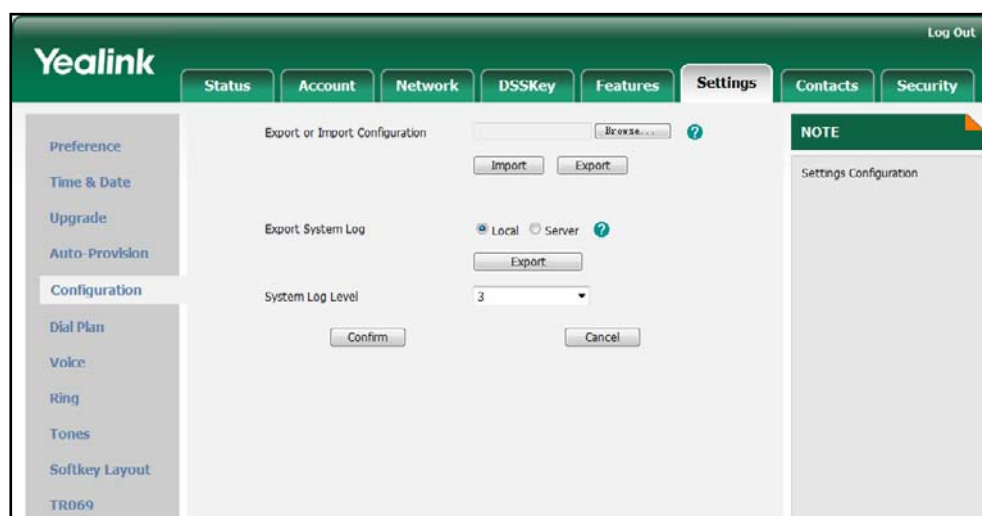 Log Out
Yealink
Status Account Network DSSKey Features Settings Contacts Security
Preference
Time & Date
Upgrade
Auto-Provision
Configuration
Dial Plan
Voice
Ring
Tones
Softkey Layout
TR069
Export or Import Configuration Browse... ?
Import Export
Export System Log Local Server ?
Export
System Log Level 3
Confirm Cancel
NOTE
Settings Configuration